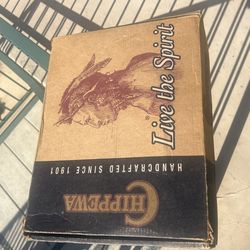 Live the Spirit
HANDCRAFTED SINCE 1901
CHIPPEWA